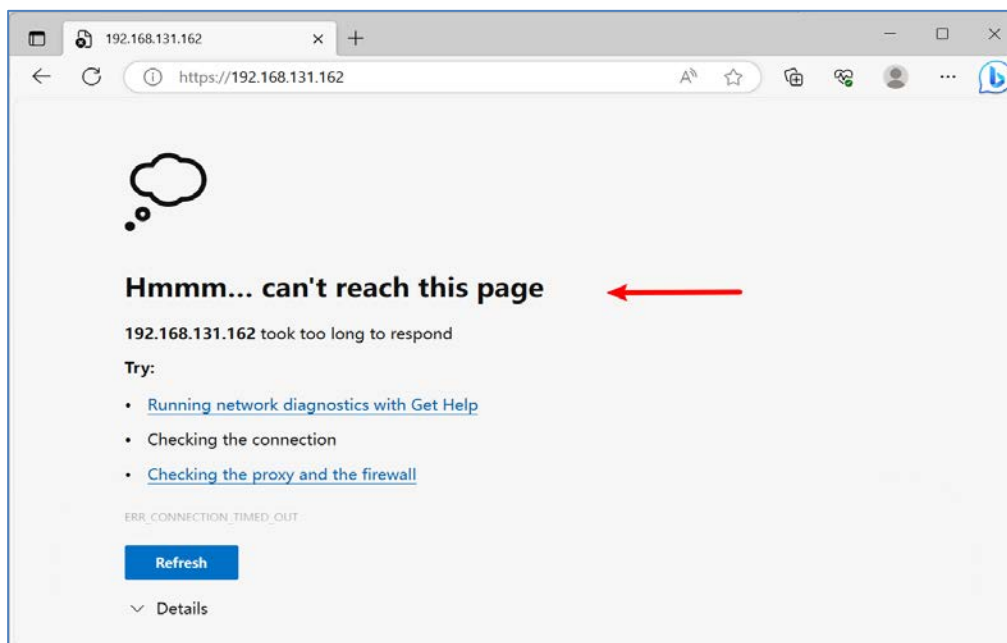 192.168.131.162
https://192.168.131.162
Hmmm... can't reach this page
192.168.131.162 took too long to respond
Try:
• Running network diagnostics with Get Help
• Checking the connection
• Checking the proxy and the firewall
ERR_CONNECTION_TIMED_OUT
Refresh
Details